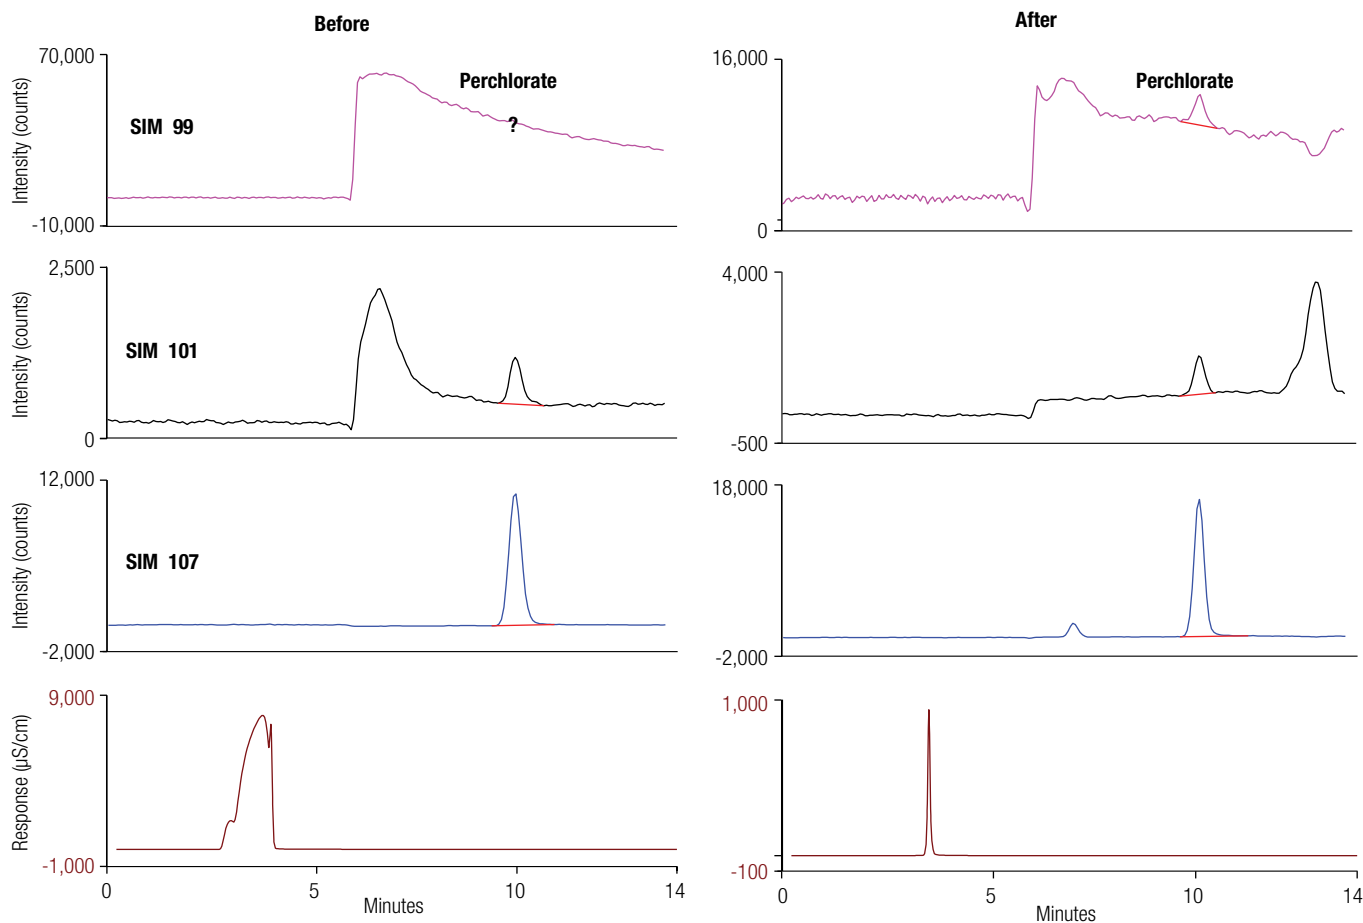 Before
70,000
Perchlorate
SIM 99
?
Intensity (counts)
-10,000
2,500
SIM 101
Intensity (counts)
0
12,000
SIM 107
Intensity (counts)
-2,000
9,000
Response (µS/cm)
-1,000
0 5 10 14
Minutes
After
16,000
Perchlorate
0
4,000
-500
18,000
-2,000
1,000
-100
0 5 10 14
Minutes